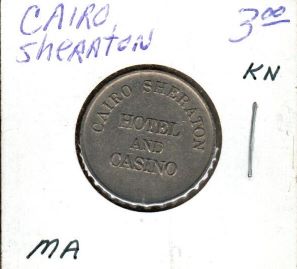 CAIRO,
SHERATON
3.00
KN
CAIRO SHERATON
HOTEL
AND
CASINO
MA